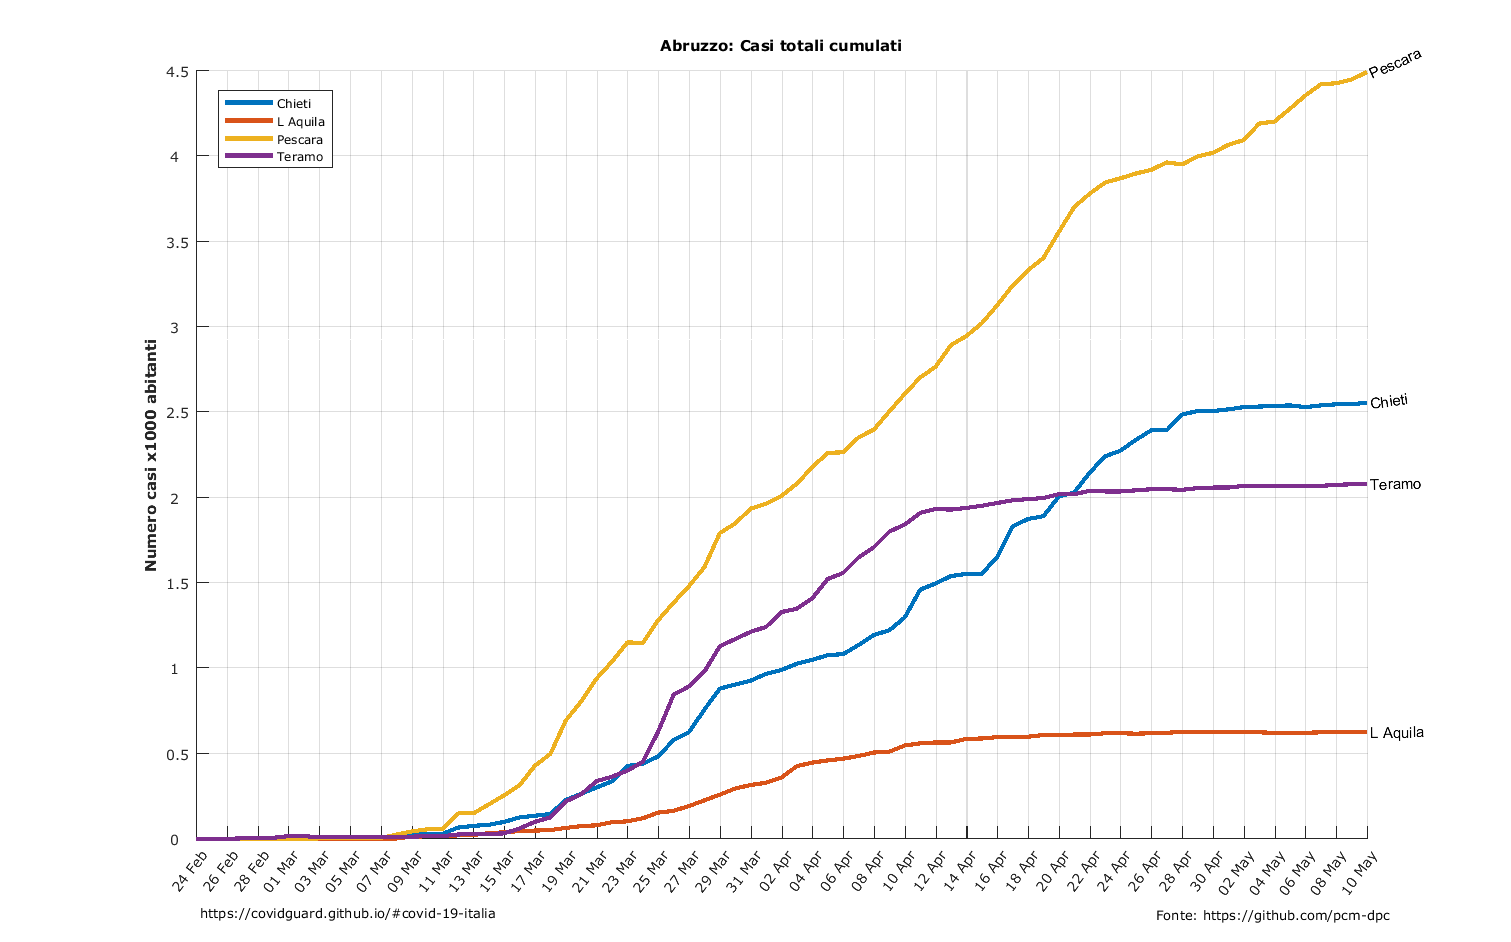 Abruzzo: Casi totali cumulati
Pescara
4.5
Chieti
L Aquila
Pescara
Teramo
4
3.5
3
2.5
Chieti
Teramo
2
1.5
1
L Aquila
0.5
0
Numero casi x1000 abitanti
24 Feb
26 Feb
28 Feb
01 Mar
03 Mar
05 Mar
07 Mar
09 Mar
11 Mar
13 Mar
15 Mar
17 Mar
19 Mar
21 Mar
23 Mar
25 Mar
27 Mar
29 Mar
31 Mar
02 Apr
04 Apr
06 Apr
08 Apr
10 Apr
12 Apr
14 Apr
16 Apr
18 Apr
20 Apr
22 Apr
24 Apr
26 Apr
28 Apr
30 Apr
02 May
04 May
06 May
08 May
10 May
https://covidguard.github.io/#covid-19-italia
Fonte: https://github.com/pcm-dpc